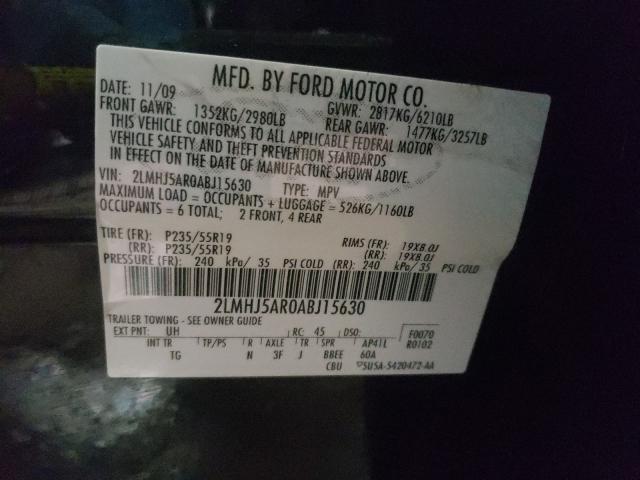 MFD. BY FORD MOTOR CO.
DATE: 11/09 GVWR: 2817KG/6210LB
FRONT GAWR: 1352KG/2980LB REAR GAWR: 1477KG/3257LB
THIS VEHICLE CONFORMS TO ALL APPLICABLE FEDERAL MOTOR
VEHICLE SAFETY AND THEFT PREVENTION STANDARDS
IN EFFECT ON THE DATE OF MANUFACTURE SHOWN ABOVE.
VIN: 2LMHJ5AR0ABJ15630 TYPE: MPV
MAXIMUM LOAD = OCCUPANTS + LUGGAGE = 526KG/1160LB
OCCUPANTS = 6 TOTAL; 2 FRONT, 4 REAR
TIRE (FR): P235/55R19 RIMS (FR): 19X8.0J
(RR): P235/55R19 (RR): 19X8.0J
PRESSURE (FR): 240 kPa/ 35 PSI COLD (RR): 240 kPa/ 35 PSI COLD
2LMHJ5AR0ABJ15630
TRAILER TOWING - SEE OWNER GUIDE
EXT PNT: UH RC: 45 DSO: F0070
INT TR TP/PS R AXLE TR SPR AP41L R0102
TG N 3F J BBEE 60A
CBU 5U5A-5420472-AA